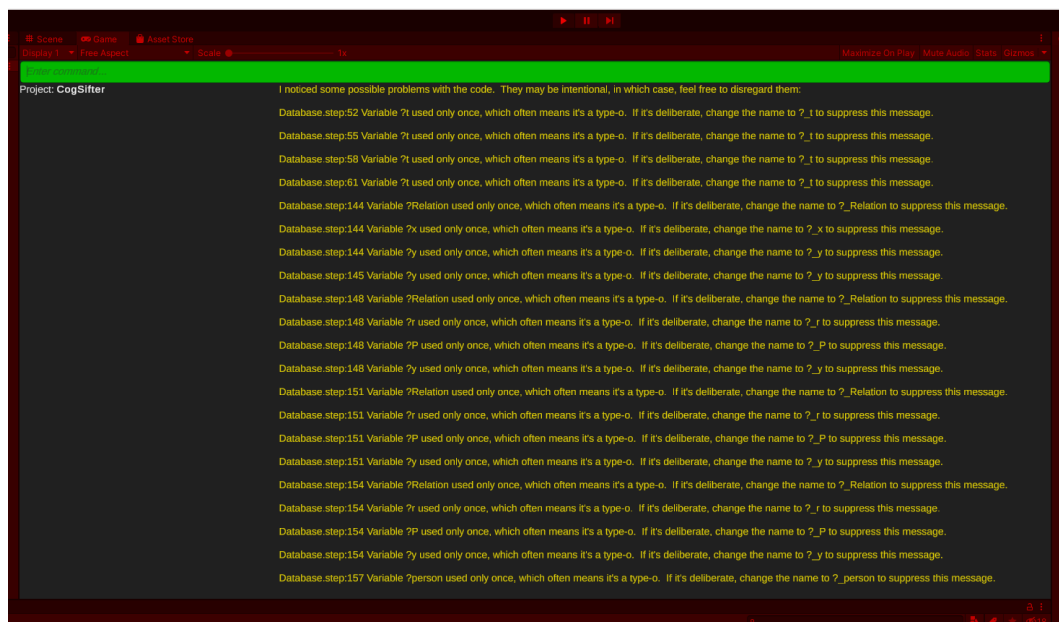 Scene Game Asset Store
Display 1 Free Aspect Scale 1x Maximize On Play Mute Audio Stats Gizmos
Enter command...
Project: CogSifter I noticed some possible problems with the code. They may be intentional, in which case, feel free to disregard them:
Database.step:52 Variable ?t used only once, which often means it's a type-o. If it's deliberate, change the name to ?_t to suppress this message.
Database.step:55 Variable ?t used only once, which often means it's a type-o. If it's deliberate, change the name to ?_t to suppress this message.
Database.step:58 Variable ?t used only once, which often means it's a type-o. If it's deliberate, change the name to ?_t to suppress this message.
Database.step:61 Variable ?t used only once, which often means it's a type-o. If it's deliberate, change the name to ?_t to suppress this message.
Database.step:144 Variable ?Relation used only once, which often means it's a type-o. If it's deliberate, change the name to ?_Relation to suppress this message.
Database.step:144 Variable ?x used only once, which often means it's a type-o. If it's deliberate, change the name to ?_x to suppress this message.
Database.step:144 Variable ?y used only once, which often means it's a type-o. If it's deliberate, change the name to ?_y to suppress this message.
Database.step:145 Variable ?y used only once, which often means it's a type-o. If it's deliberate, change the name to ?_y to suppress this message.
Database.step:148 Variable ?Relation used only once, which often means it's a type-o. If it's deliberate, change the name to ?_Relation to suppress this message.
Database.step:148 Variable ?r used only once, which often means it's a type-o. If it's deliberate, change the name to ?_r to suppress this message.
Database.step:148 Variable ?P used only once, which often means it's a type-o. If it's deliberate, change the name to ?_P to suppress this message.
Database.step:148 Variable ?y used only once, which often means it's a type-o. If it's deliberate, change the name to ?_y to suppress this message.
Database.step:151 Variable ?Relation used only once, which often means it's a type-o. If it's deliberate, change the name to ?_Relation to suppress this message.
Database.step:151 Variable ?r used only once, which often means it's a type-o. If it's deliberate, change the name to ?_r to suppress this message.
Database.step:151 Variable ?P used only once, which often means it's a type-o. If it's deliberate, change the name to ?_P to suppress this message.
Database.step:151 Variable ?y used only once, which often means it's a type-o. If it's deliberate, change the name to ?_y to suppress this message.
Database.step:154 Variable ?Relation used only once, which often means it's a type-o. If it's deliberate, change the name to ?_Relation to suppress this message.
Database.step:154 Variable ?r used only once, which often means it's a type-o. If it's deliberate, change the name to ?_r to suppress this message.
Database.step:154 Variable ?P used only once, which often means it's a type-o. If it's deliberate, change the name to ?_P to suppress this message.
Database.step:154 Variable ?y used only once, which often means it's a type-o. If it's deliberate, change the name to ?_y to suppress this message.
Database.step:157 Variable ?person used only once, which often means it's a type-o. If it's deliberate, change the name to ?_person to suppress this message.